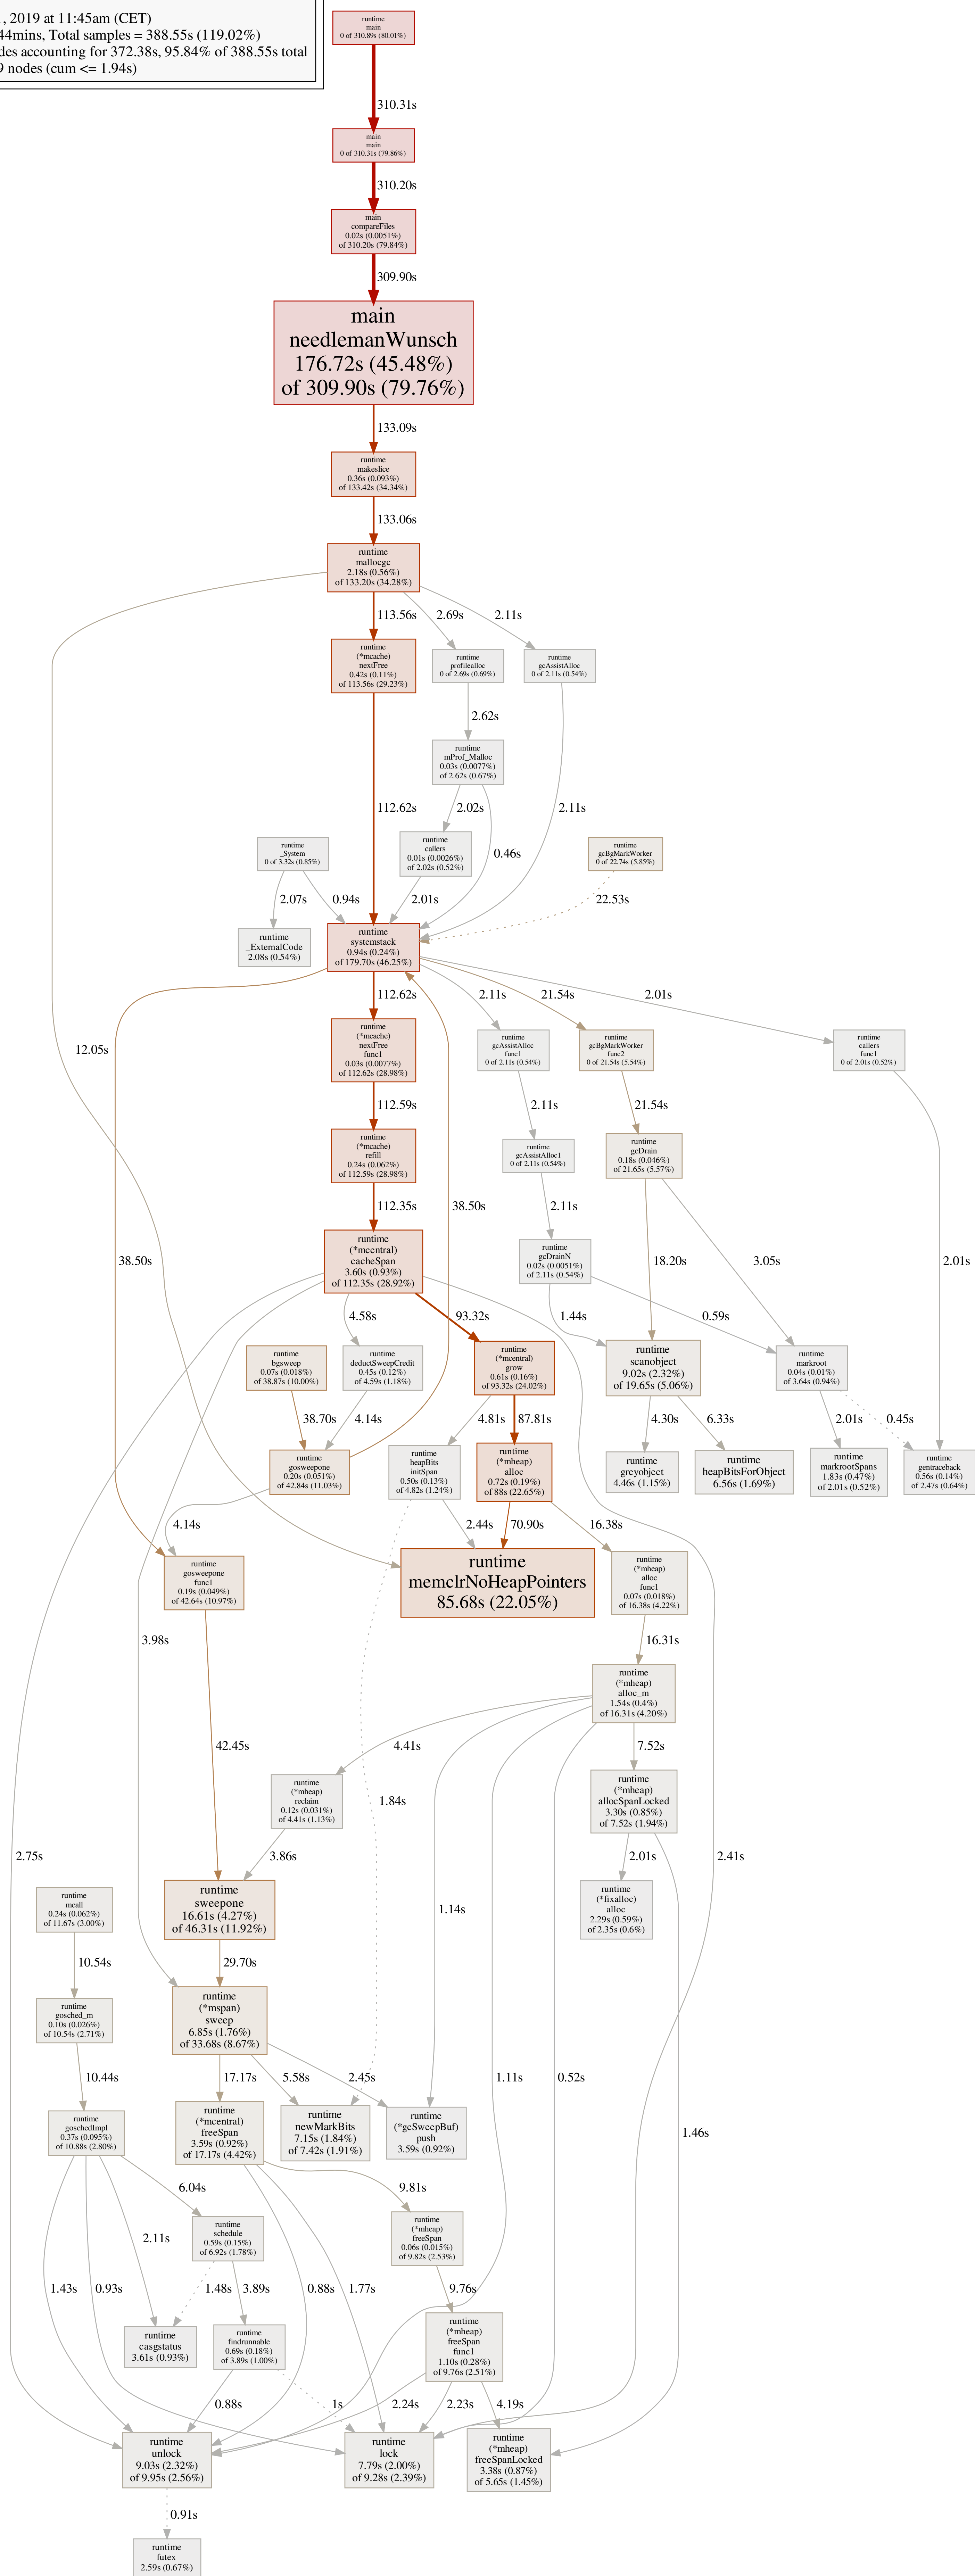 , 2019 at 11:45am (CET)
44mins, Total samples = 388.55s (119.02%)
des accounting for 372.38s, 95.84% of 388.55s total
9 nodes (cum <= 1.94s)
runtime
main
0 of 310.89s (80.01%)
310.31s
main
main
0 of 310.31s (79.86%)
310.20s
main
compareFiles
0.02s (0.0051%)
of 310.20s (79.84%)
309.90s
main
needlemanWunsch
176.72s (45.48%)
of 309.90s (79.76%)
133.09s
runtime
makeslice
0.36s (0.093%)
of 133.42s (34.34%)
133.06s
runtime
mallocgc
2.18s (0.56%)
of 133.20s (34.28%)
113.56s
2.69s
2.11s
runtime
(*mcache)
nextFree
0.42s (0.11%)
of 113.56s (29.23%)
runtime
profilealloc
0 of 2.69s (0.69%)
runtime
gcAssistAlloc
0 of 2.11s (0.54%)
2.62s
runtime
mProf_Malloc
0.03s (0.0077%)
of 2.62s (0.67%)
112.62s
2.02s
2.11s
runtime
_System
0 of 3.32s (0.85%)
runtime
callers
0.01s (0.0026%)
of 2.02s (0.52%)
0.46s
runtime
gcBgMarkWorker
0 of 22.74s (5.85%)
2.07s
0.94s
2.01s
22.53s
runtime
_ExternalCode
2.08s (0.54%)
runtime
systemstack
0.94s (0.24%)
of 179.70s (46.25%)
112.62s
2.11s
21.54s
2.01s
12.05s
runtime
(*mcache)
nextFree
func1
0.03s (0.0077%)
of 112.62s (28.98%)
runtime
gcAssistAlloc
func1
0 of 2.11s (0.54%)
runtime
gcBgMarkWorker
func2
0 of 21.54s (5.54%)
runtime
callers
func1
0 of 2.01s (0.52%)
112.59s
2.11s
21.54s
runtime
(*mcache)
refill
0.24s (0.062%)
of 112.59s (28.98%)
runtime
gcAssistAlloc1
0 of 2.11s (0.54%)
runtime
gcDrain
0.18s (0.046%)
of 21.65s (5.57%)
112.35s
38.50s
2.11s
38.50s
runtime
(*mcentral)
cacheSpan
3.60s (0.93%)
of 112.35s (28.92%)
runtime
gcDrainN
0.02s (0.0051%)
of 2.11s (0.54%)
18.20s
3.05s
2.01s
4.58s
93.32s
1.44s
0.59s
runtime
bgsweep
0.07s (0.018%)
of 38.87s (10.00%)
runtime
deductSweepCredit
0.45s (0.12%)
of 4.59s (1.18%)
runtime
(*mcentral)
grow
0.61s (0.16%)
of 93.32s (24.02%)
runtime
scanobject
9.02s (2.32%)
of 19.65s (5.06%)
runtime
markroot
0.04s (0.01%)
of 3.64s (0.94%)
38.70s
4.14s
4.81s
87.81s
4.30s
6.33s
2.01s
0.45s
runtime
gosweepone
0.20s (0.051%)
of 42.84s (11.03%)
runtime
heapBits
initSpan
0.50s (0.13%)
of 4.82s (1.24%)
runtime
(*mheap)
alloc
0.72s (0.19%)
of 88s (22.65%)
runtime
greyobject
4.46s (1.15%)
runtime
heapBitsForObject
6.56s (1.69%)
runtime
markrootSpans
1.83s (0.47%)
of 2.01s (0.52%)
runtime
gentraceback
0.56s (0.14%)
of 2.47s (0.64%)
4.14s
2.44s
70.90s
16.38s
runtime
gosweepone
func1
0.19s (0.049%)
of 42.64s (10.97%)
runtime
memclrNoHeapPointers
85.68s (22.05%)
runtime
(*mheap)
alloc
func1
0.07s (0.018%)
of 16.38s (4.22%)
3.98s
16.31s
runtime
(*mheap)
alloc_m
1.54s (0.4%)
of 16.31s (4.20%)
42.45s
4.41s
7.52s
runtime
(*mheap)
reclaim
0.12s (0.031%)
of 4.41s (1.13%)
1.84s
runtime
(*mheap)
allocSpanLocked
3.30s (0.85%)
of 7.52s (1.94%)
2.75s
3.86s
2.01s
2.41s
runtime
mcall
0.24s (0.062%)
of 11.67s (3.00%)
runtime
sweepone
16.61s (4.27%)
of 46.31s (11.92%)
1.14s
runtime
(*fixalloc)
alloc
2.29s (0.59%)
of 2.35s (0.6%)
10.54s
29.70s
runtime
gosched_m
0.10s (0.026%)
of 10.54s (2.71%)
runtime
(*mspan)
sweep
6.85s (1.76%)
of 33.68s (8.67%)
10.44s
17.17s
5.58s
2.45s
1.11s
0.52s
runtime
goschedImpl
0.37s (0.095%)
of 10.88s (2.80%)
runtime
(*mcentral)
freeSpan
3.59s (0.92%)
of 17.17s (4.42%)
runtime
newMarkBits
7.15s (1.84%)
of 7.42s (1.91%)
runtime
(*gcSweepBuf)
push
3.59s (0.92%)
1.46s
6.04s
9.81s
2.11s
runtime
schedule
0.59s (0.15%)
of 6.92s (1.78%)
runtime
(*mheap)
freeSpan
0.06s (0.015%)
of 9.82s (2.53%)
1.43s
0.93s
1.48s
3.89s
0.88s
1.77s
9.76s
runtime
casgstatus
3.61s (0.93%)
runtime
findrunnable
0.69s (0.18%)
of 3.89s (1.00%)
runtime
(*mheap)
freeSpan
func1
1.10s (0.28%)
of 9.76s (2.51%)
0.88s
1s
2.24s
2.23s
4.19s
runtime
unlock
9.03s (2.32%)
of 9.95s (2.56%)
runtime
lock
7.79s (2.00%)
of 9.28s (2.39%)
runtime
(*mheap)
freeSpanLocked
3.38s (0.87%)
of 5.65s (1.45%)
0.91s
runtime
futex
2.59s (0.67%)